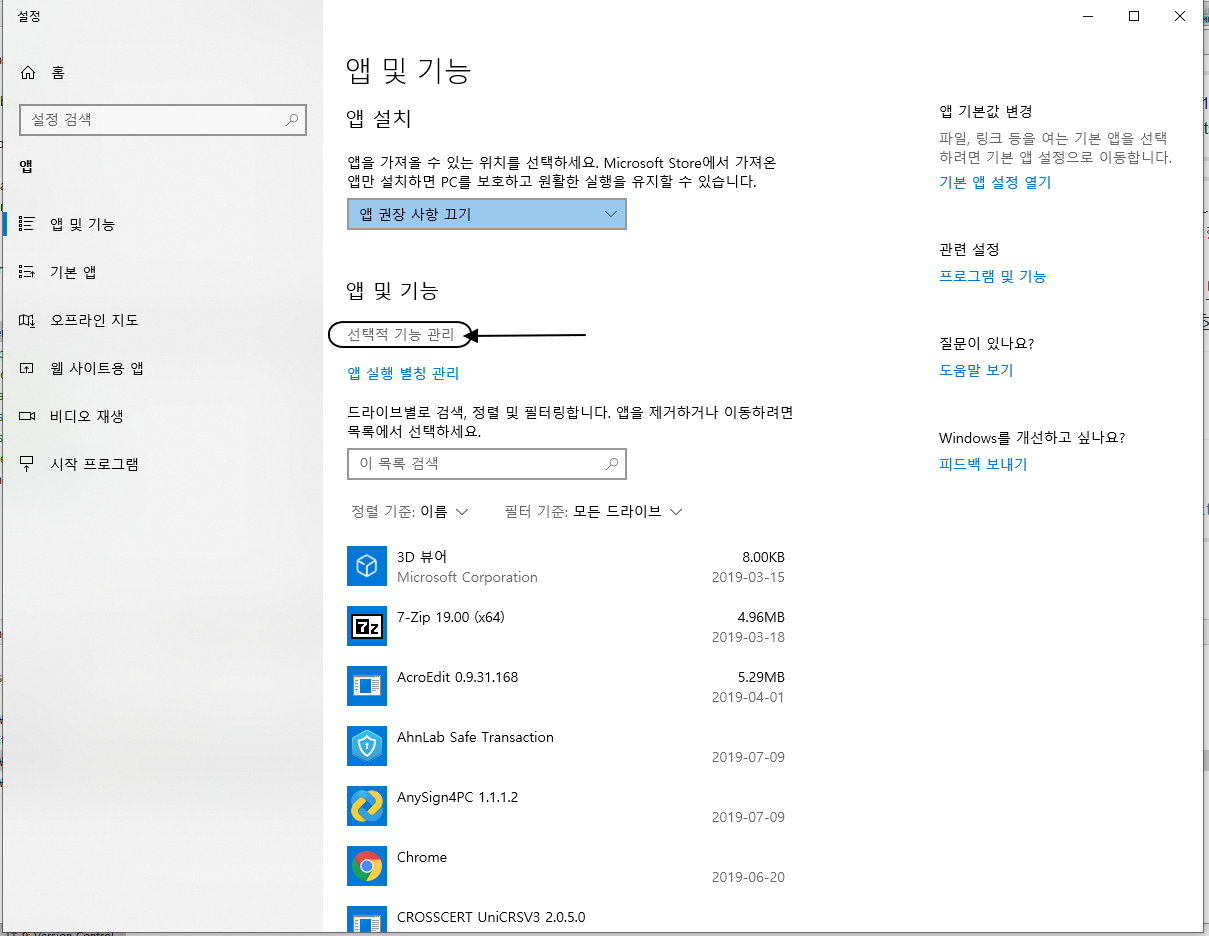 설정
홈
설정 검색
앱
앱 및 기능
기본 앱
오프라인 지도
웹 사이트용 앱
비디오 재생
시작 프로그램
앱 및 기능
앱 설치
앱을 가져올 수 있는 위치를 선택하세요. Microsoft Store에서 가져온
앱만 설치하면 PC를 보호하고 원활한 실행을 유지할 수 있습니다.
앱 권장 사항 끄기
앱 및 기능
선택적 기능 관리
앱 실행 별칭 관리
드라이브별로 검색, 정렬 및 필터링합니다. 앱을 제거하거나 이동하려면
목록에서 선택하세요.
이 목록 검색
정렬 기준: 이름 필터 기준: 모든 드라이브
3D 뷰어 8.00KB
Microsoft Corporation 2019-03-15
7-Zip 19.00 (x64) 4.96MB
2019-03-18
AcroEdit 0.9.31.168 5.29MB
2019-04-01
AhnLab Safe Transaction
2019-07-09
AnySign4PC 1.1.1.2
2019-07-09
Chrome
2019-06-20
CROSSCERT UniCRSV3 2.0.5.0
앱 기본값 변경
파일, 링크 등을 여는 기본 앱을 선택
하려면 기본 앱 설정으로 이동합니다.
기본 앱 설정 열기
관련 설정
프로그램 및 기능
질문이 있나요?
도움말 보기
Windows를 개선하고 싶나요?
피드백 보내기